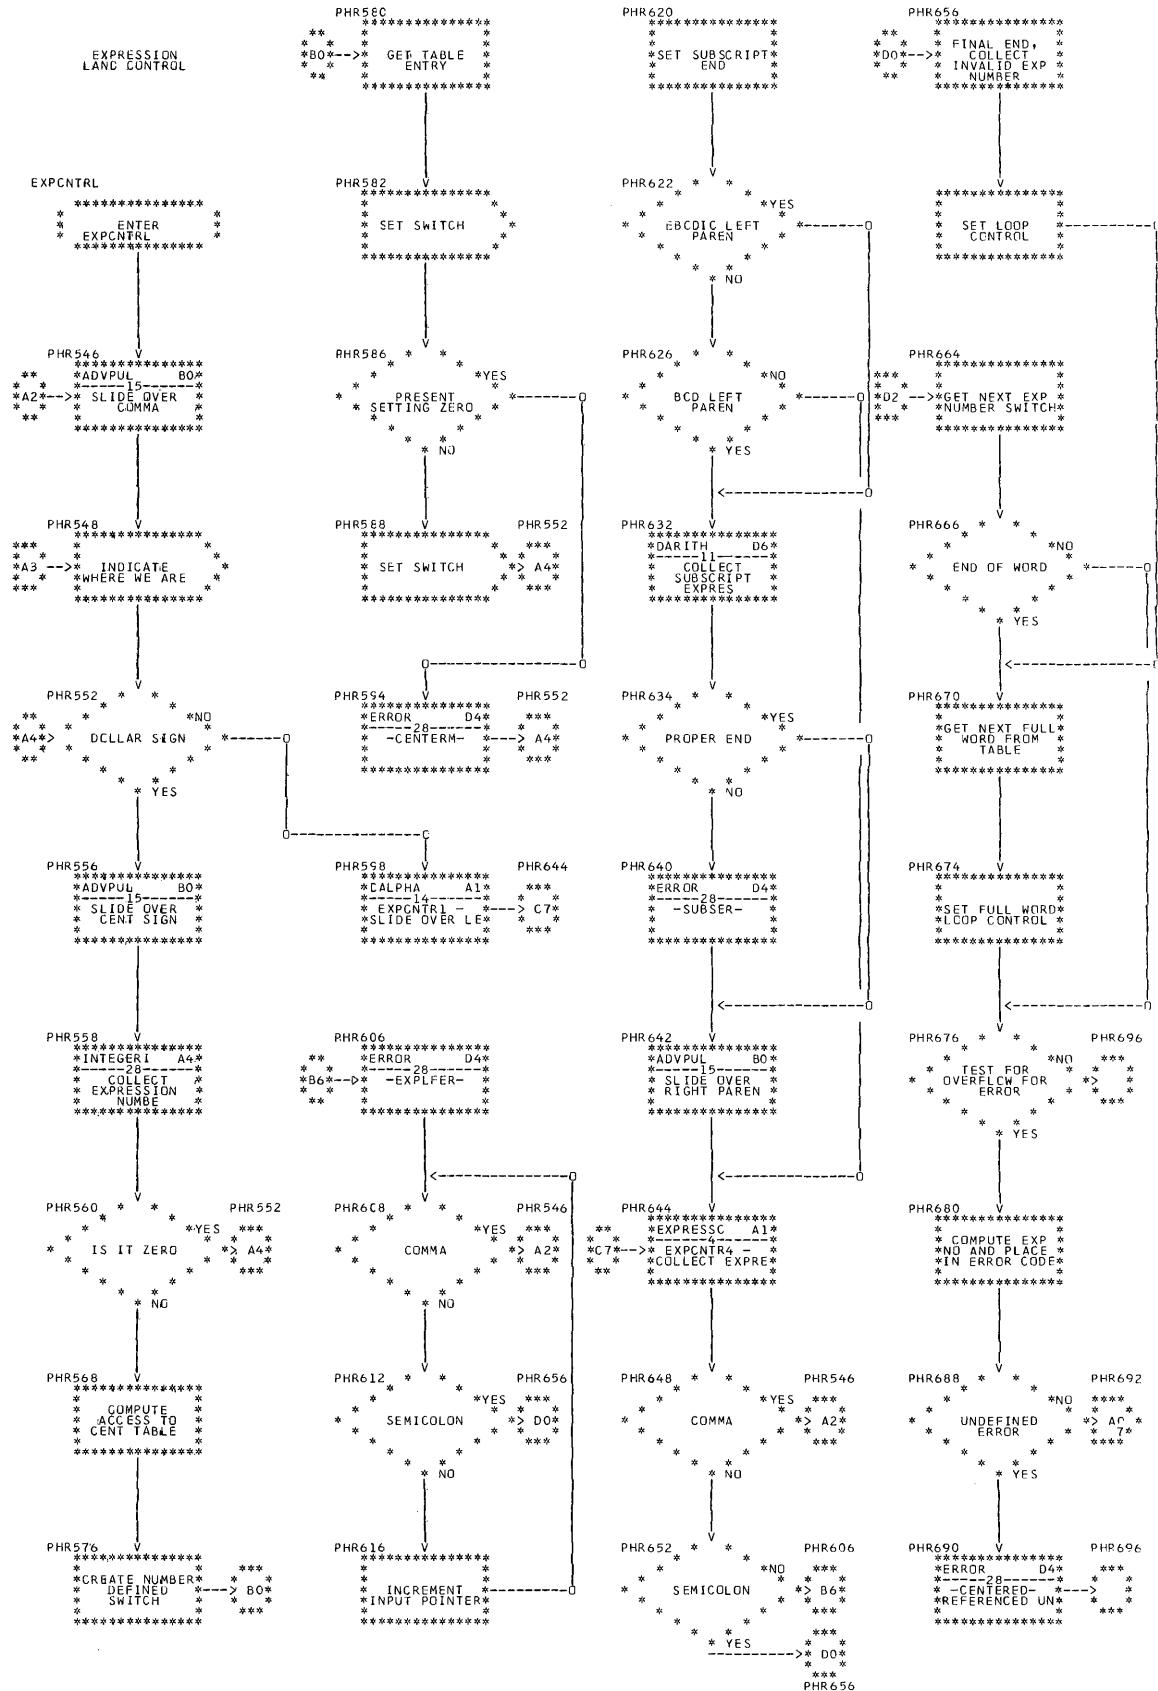 EXPRESSION
LAND CONTROL
EXPCNTRL
ENTER
EXPCNTRL
PHR546
ADVPUL B0
15
A2
SLIDE OVER
COMMA
PHR548
A3
INDICATE
WHERE WE ARE
PHR552
NO
A4
DCLLAR SIGN
YES
PHR556
ADVPUL B0
15
SLIDE OVER
CENT SIGN
PHR558
INTEGERI A4
28
COLLECT
EXPRESSION
NUMBE
PHR560
PHR552
YES
IS IT ZERO
A4
NO
PHR568
COMPUTE
ACCESS TO
CENT TABLE
PHR576
CREATE NUMBER
DEFINED
SWITCH
B0
PHR58C
B0
GET TABLE
ENTRY
PHR582
SET SWITCH
PHR586
YES
PRESENT
SETTING ZERO
NO
PHR588
PHR552
SET SWITCH
A4
PHR594
PHR552
ERROR D4
28
-CENTERM-
A4
PHR598
PHR644
CALPHA A1
14
EXPCNTR1 -
SLIDE OVER LE
C7
PHR606
ERROR D4
28
B6
-EXPLFER-
PHR6C8
PHR546
YES
COMMA
A2
NO
PHR612
PHR656
YES
SEMICOLON
D0
NO
PHR616
INCREMENT
INPUT POINTER
PHR620
SET SUBSCRIPT
END
PHR622
YES
EBCDIC LEFT
PAREN
NO
PHR626
NO
BCD LEFT
PAREN
YES
PHR632
DARITH D6
11
COLLECT
SUBSCRIPT
EXPRES
PHR634
YES
PROPER END
NO
PHR640
ERROR D4
28
-SUBSER-
PHR642
ADVPUL B0
15
SLIDE OVER
RIGHT PAREN
PHR644
EXPRESSC A1
4
C7
EXPCNTR4 -
COLLECT EXPRE
PHR648
PHR546
YES
COMMA
A2
NO
PHR652
PHR606
NO
SEMICOLON
B6
YES
D0
PHR656
PHR656
D0
FINAL END,
COLLECT
INVALID EXP
NUMBER
SET LOOP
CONTROL
PHR664
D2
GET NEXT EXP
NUMBER SWITCH
PHR666
NO
END OF WORD
YES
PHR670
GET NEXT FULL
WORD FROM
TABLE
PHR674
SET FULL WORD
LOOP CONTROL
PHR676
PHR696
NO
TEST FOR
OVERFLCW FOR
ERROR
YES
PHR680
COMPUTE EXP
NO AND PLACE
IN ERROR CODE
PHR688
PHR692
NO
UNDEFINED
ERROR
7
YES
PHR690
PHR696
ERROR D4
28
-CENTERED-
REFERENCED UN